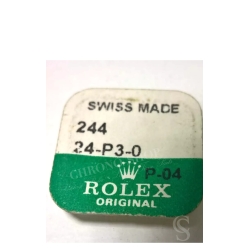 SWISS MADE
244
24-P3-0
P-04
ROLEX
ORIGINAL